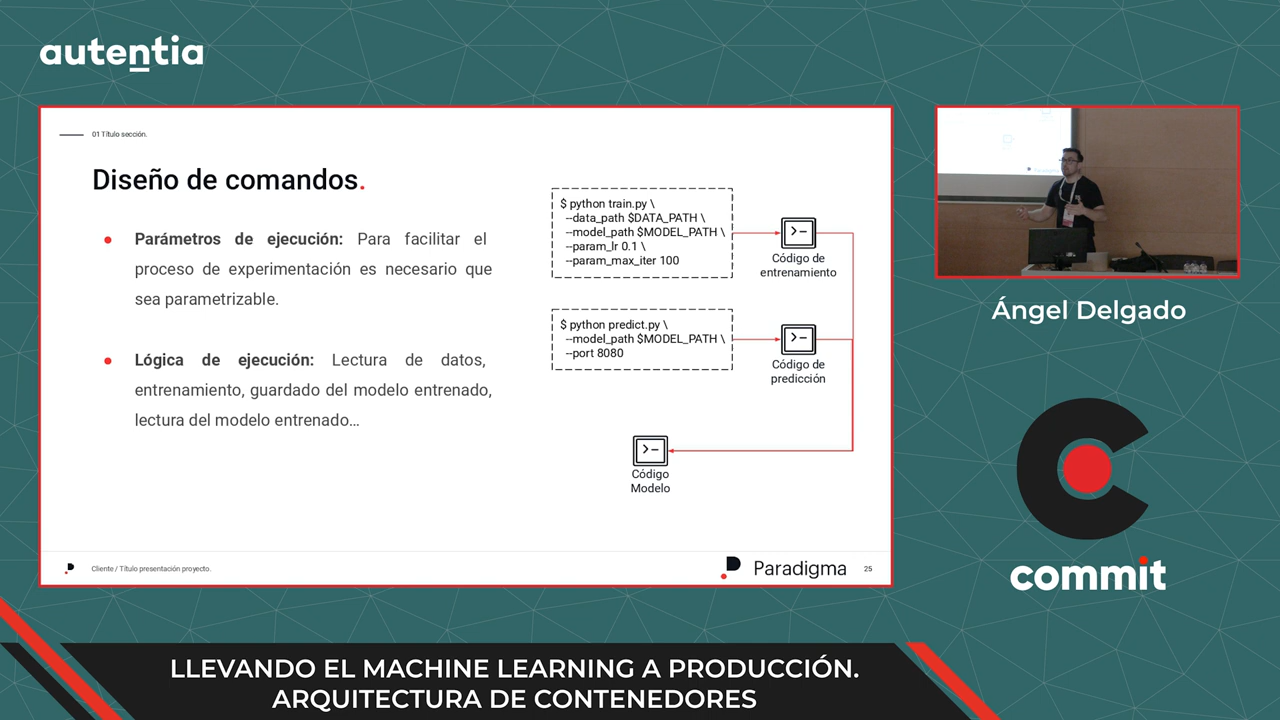 autentia
01 Título sección.
Diseño de comandos.
● Parámetros de ejecución: Para facilitar el
proceso de experimentación es necesario que
sea parametrizable.
● Lógica de ejecución: Lectura de datos,
entrenamiento, guardado del modelo entrenado,
lectura del modelo entrenado...
$ python train.py \
--data_path $DATA_PATH \
--model_path $MODEL_PATH \
--param_lr 0.1 \
--param_max_iter 100
Código de
entrenamiento
$ python predict.py \
--model_path $MODEL_PATH \
--port 8080
Código de
predicción
Código
Modelo
Cliente / Título presentación proyecto.
Paradigma
25
Ángel Delgado
commit
LLEVANDO EL MACHINE LEARNING A PRODUCCIÓN.
ARQUITECTURA DE CONTENEDORES